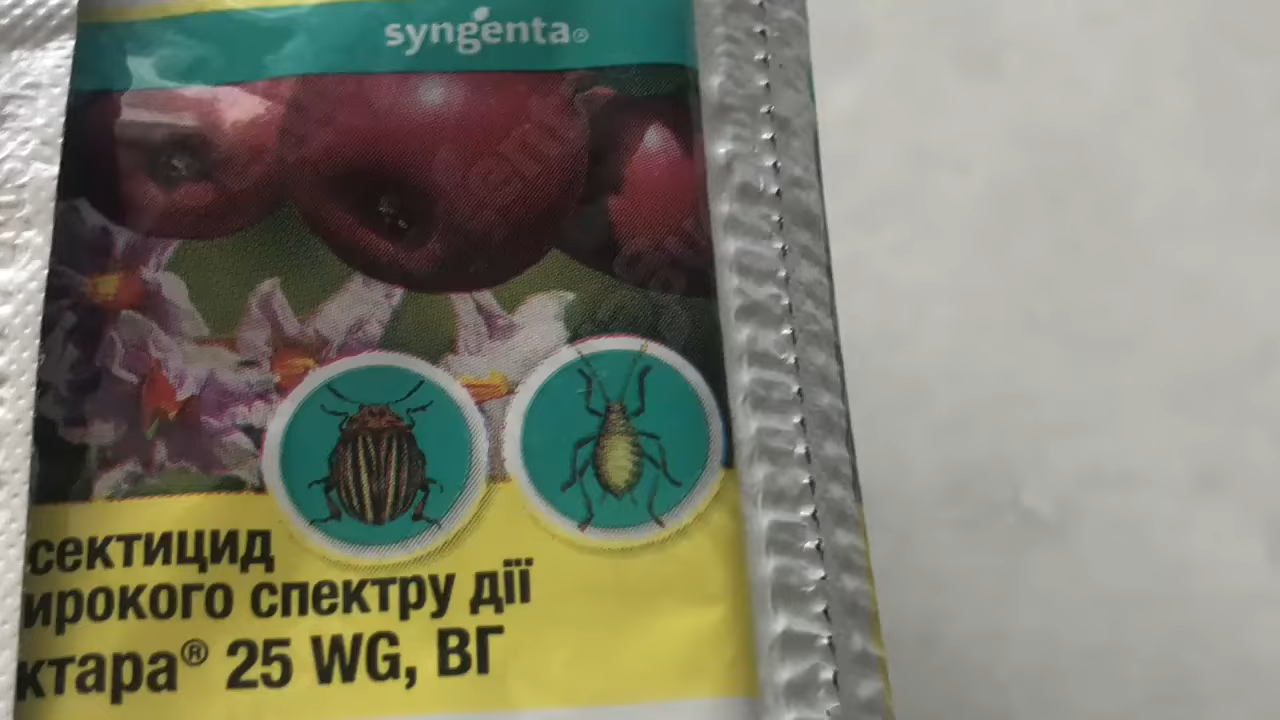 syngenta®
сектицид
ирокого спектру дії
ктара® 25 WG, ВГ